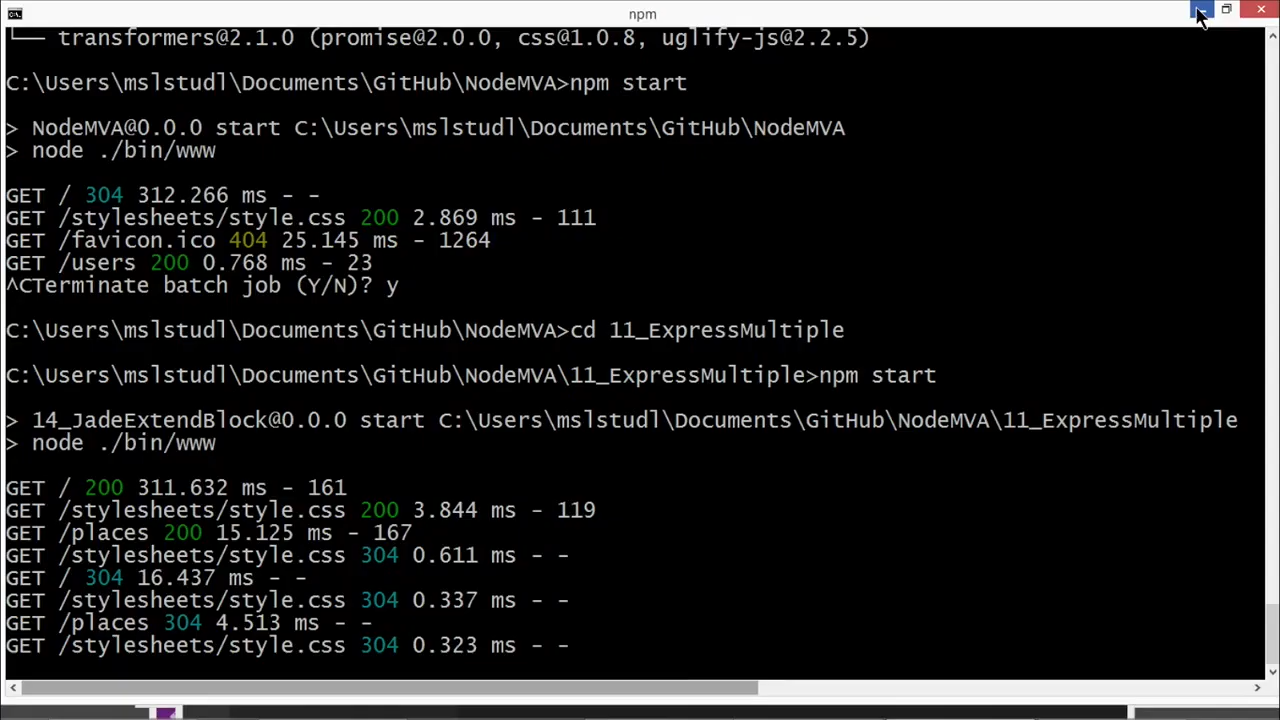 npm
└── transformers@2.1.0 (promise@2.0.0, css@1.0.8, uglify-js@2.2.5)
C:\Users\mslstudl\Documents\GitHub\NodeMVA>npm start
> NodeMVA@0.0.0 start C:\Users\mslstudl\Documents\GitHub\NodeMVA
> node ./bin/www
GET / 304 312.266 ms - -
GET /stylesheets/style.css 200 2.869 ms - 111
GET /favicon.ico 404 25.145 ms - 1264
GET /users 200 0.768 ms - 23
^CTerminate batch job (Y/N)? y
C:\Users\mslstudl\Documents\GitHub\NodeMVA>cd 11_ExpressMultiple
C:\Users\mslstudl\Documents\GitHub\NodeMVA\11_ExpressMultiple>npm start
> 14_JadeExtendBlock@0.0.0 start C:\Users\mslstudl\Documents\GitHub\NodeMVA\11_ExpressMultiple
> node ./bin/www
GET / 200 311.632 ms - 161
GET /stylesheets/style.css 200 3.844 ms - 119
GET /places 200 15.125 ms - 167
GET /stylesheets/style.css 304 0.611 ms - -
GET / 304 16.437 ms - -
GET /stylesheets/style.css 304 0.337 ms - -
GET /places 304 4.513 ms - -
GET /stylesheets/style.css 304 0.323 ms - -